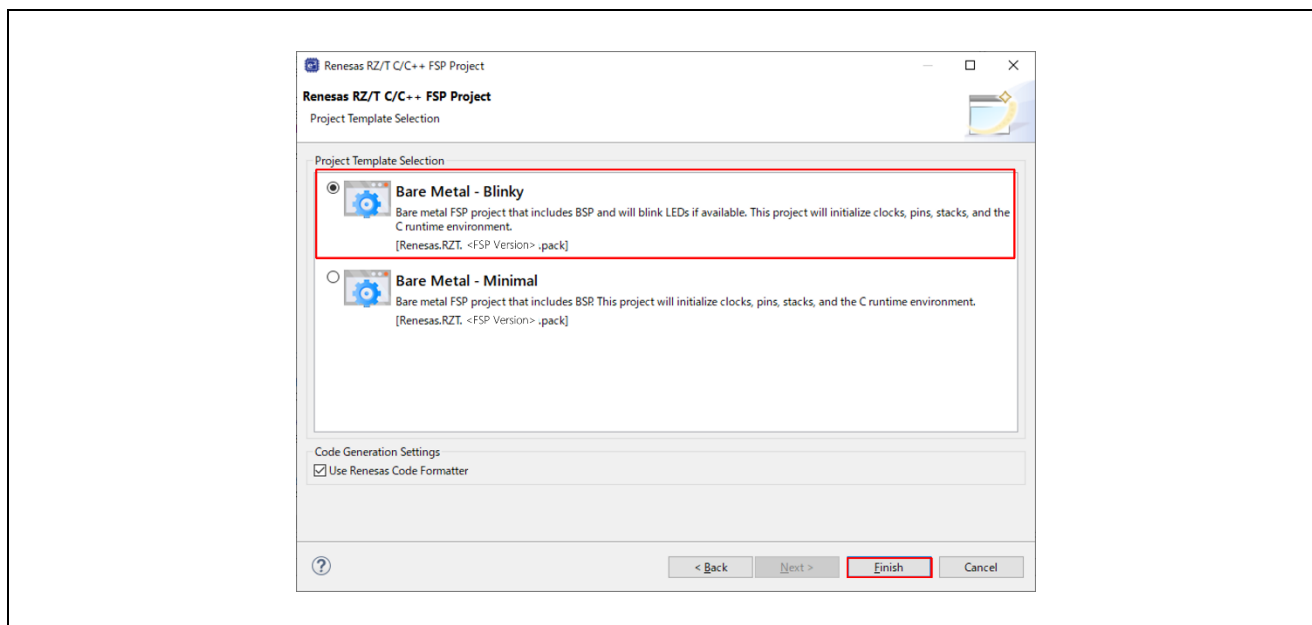 Renesas RZ/T C/C++ FSP Project
Renesas RZ/T C/C++ FSP Project
Project Template Selection
Project Template Selection
Bare Metal - Blinky
Bare metal FSP project that includes BSP and will blink LEDs if available. This project will initialize clocks, pins, stacks, and the
C runtime environment.
[Renesas.RZT. <FSP Version> .pack]
Bare Metal - Minimal
Bare metal FSP project that includes BSP. This project will initialize clocks, pins, stacks, and the C runtime environment.
[Renesas.RZT. <FSP Version> .pack]
Code Generation Settings
Use Renesas Code Formatter
? < Back Next > Finish Cancel